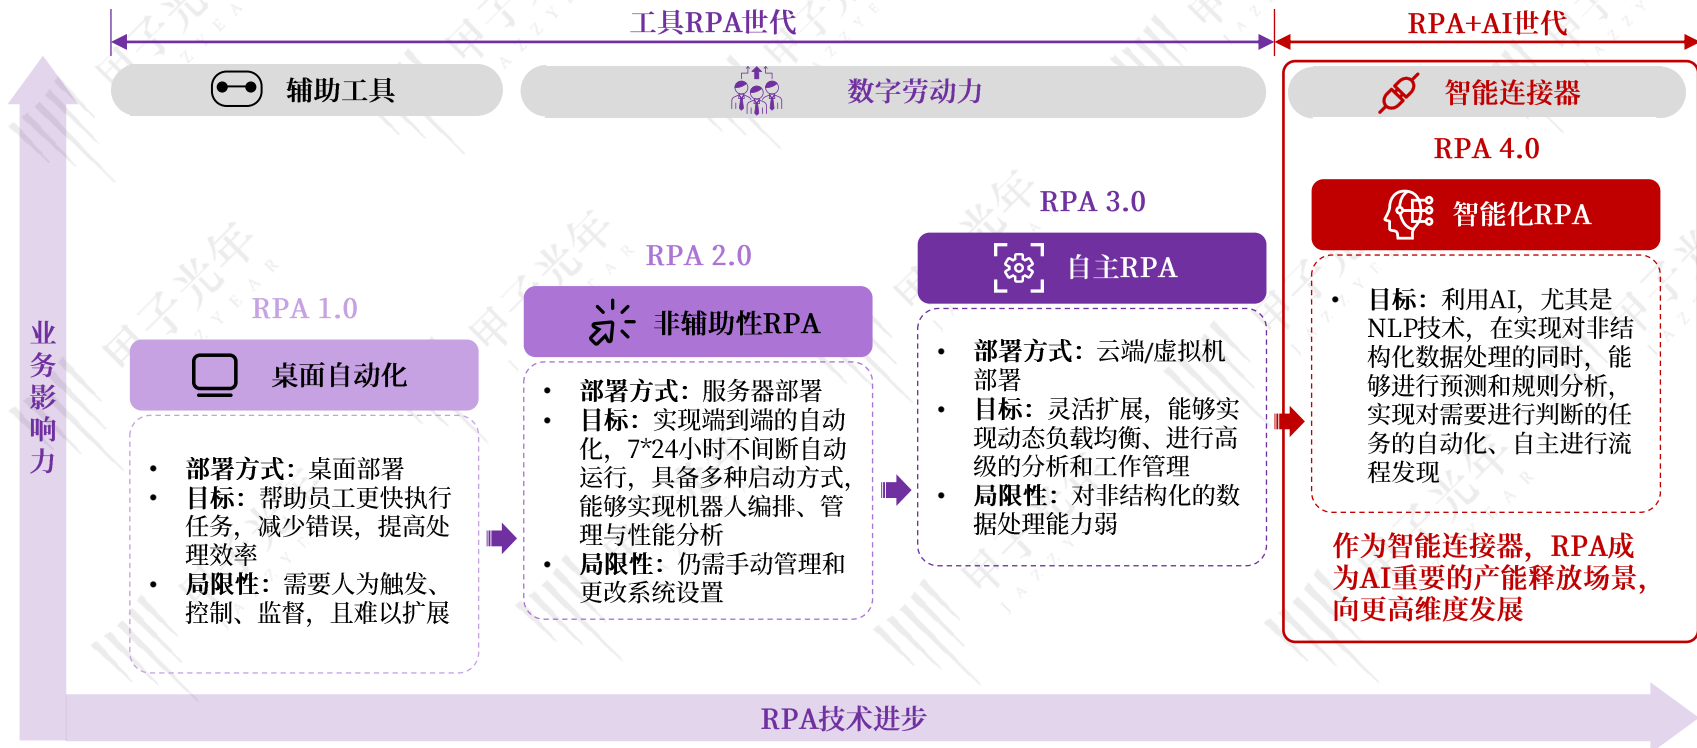 工具RPA世代
RPA+AI世代
辅助工具
数字劳动力
智能连接器
业务影响力
RPA 1.0
桌面自动化
• 部署方式：桌面部署
• 目标：帮助员工更快执行
任务，减少错误，提高处
理效率
• 局限性：需要人为触发、
控制、监督，且难以扩展
RPA 2.0
非辅助性RPA
• 部署方式：服务器部署
• 目标：实现端到端的自动
化，7*24小时不间断自动
运行，具备多种启动方式，
能够实现机器人编排、管
理与性能分析
• 局限性：仍需手动管理和
更改系统设置
RPA 3.0
自主RPA
• 部署方式：云端/虚拟机
部署
• 目标：灵活扩展，能够实
现动态负载均衡、进行高
级的分析和工作管理
• 局限性：对非结构化的数
据处理能力弱
RPA 4.0
智能化RPA
• 目标：利用AI，尤其是
NLP技术，在实现对非结
构化数据处理的同时，能
够进行预测和规则分析，
实现对需要进行判断的任
务的自动化、自主进行流
程发现
作为智能连接器，RPA成
为AI重要的产能释放场景，
向更高维度发展
RPA技术进步
甲子光年
JAZZYEAR